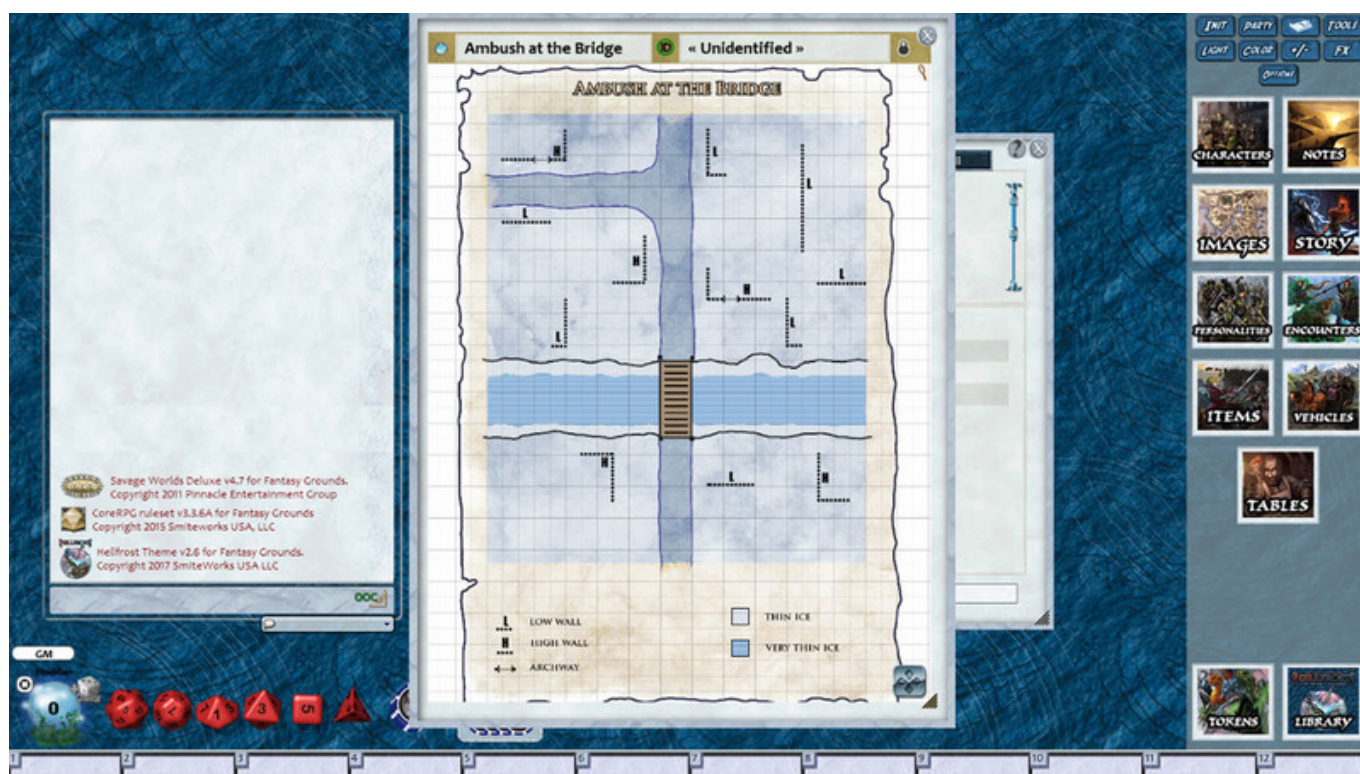 Ambush at the Bridge
« Unidentified »
ID
AMBUSH AT THE BRIDGE
H
L
L
L
H
L
H
L
L
H
L
H
L LOW WALL
H HIGH WALL
ARCHWAY
THIN ICE
VERY THIN ICE
Savage Worlds Deluxe v4.7 for Fantasy Grounds.
Copyright 2011 Pinnacle Entertainment Group
CoreRPG ruleset v3.3.6A for Fantasy Grounds
Copyright 2015 Smiteworks USA, LLC
Hellfrost Theme v2.6 for Fantasy Grounds.
Copyright 2017 SmiteWorks USA LLC
OOC
GM
0
1
3
5
?
INIT PARTY TOOLS
LIGHT COLOR +/- FX
OPTIONS
CHARACTERS NOTES
IMAGES STORY
PERSONALITIES ENCOUNTERS
ITEMS VEHICLES
TABLES
TOKENS LIBRARY
1 2 3 4 5 6 7 8 9 10 11 12